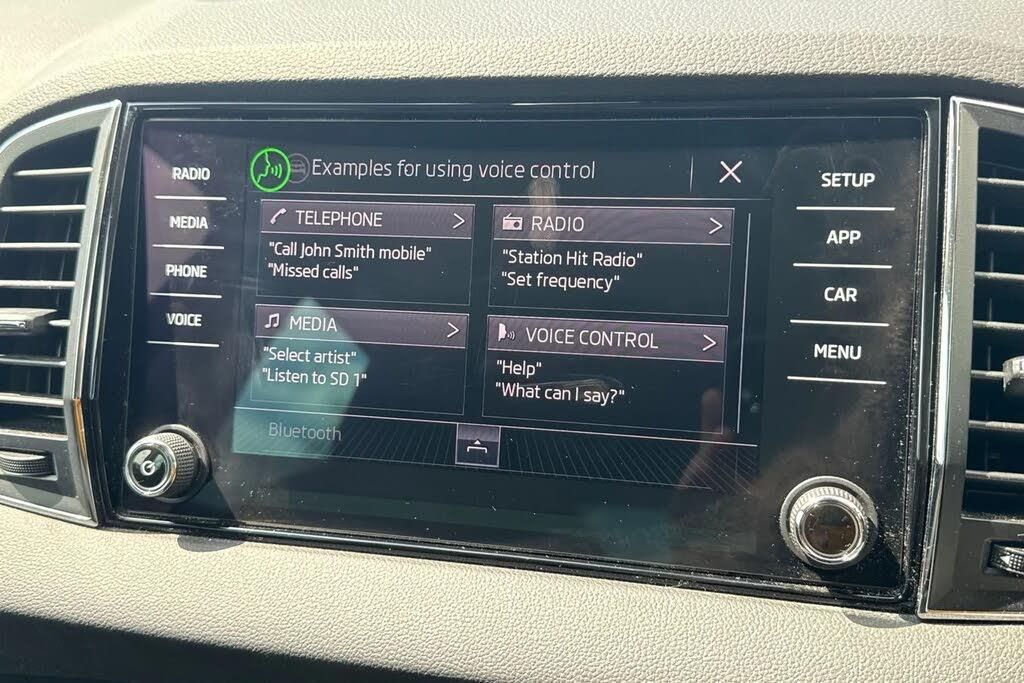 RADIO
MEDIA
PHONE
VOICE
Examples for using voice control
TELEPHONE
"Call John Smith mobile"
"Missed calls"
RADIO
"Station Hit Radio"
"Set frequency"
MEDIA
"Select artist"
"Listen to SD 1"
VOICE CONTROL
"Help"
"What can I say?"
Bluetooth
SETUP
APP
CAR
MENU